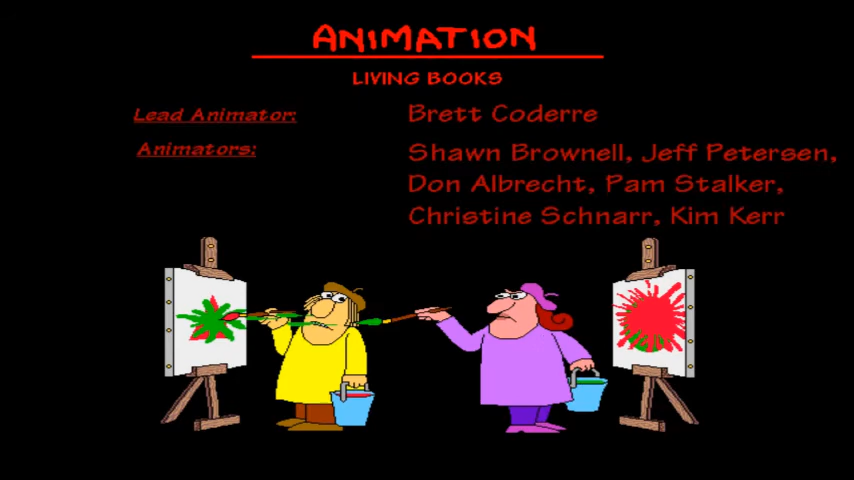 ANIMATION
LIVING BOOKS
Lead Animator: Brett Coderre
Animators: Shawn Brownell, Jeff Petersen,
Don Albrecht, Pam Stalker,
Christine Schnarr, Kim Kerr